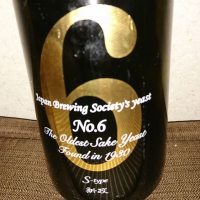 6
Japan Brewing Society's yeast
No.6
The Oldest Sake Yeast
Found in 1930
S-type